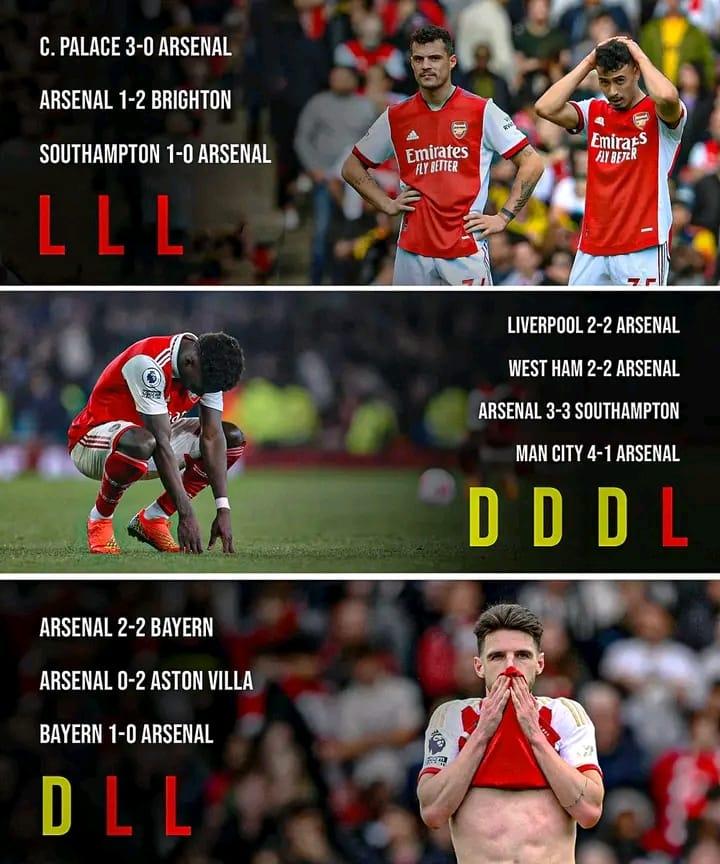 C. PALACE 3-0 ARSENAL
ARSENAL 1-2 BRIGHTON
SOUTHAMPTON 1-0 ARSENAL
L L L
Emirates
FLY BETTER
Emirates
FLY BETTER
35
LIVERPOOL 2-2 ARSENAL
WEST HAM 2-2 ARSENAL
ARSENAL 3-3 SOUTHAMPTON
MAN CITY 4-1 ARSENAL
D D D L
ARSENAL 2-2 BAYERN
ARSENAL 0-2 ASTON VILLA
BAYERN 1-0 ARSENAL
D L L